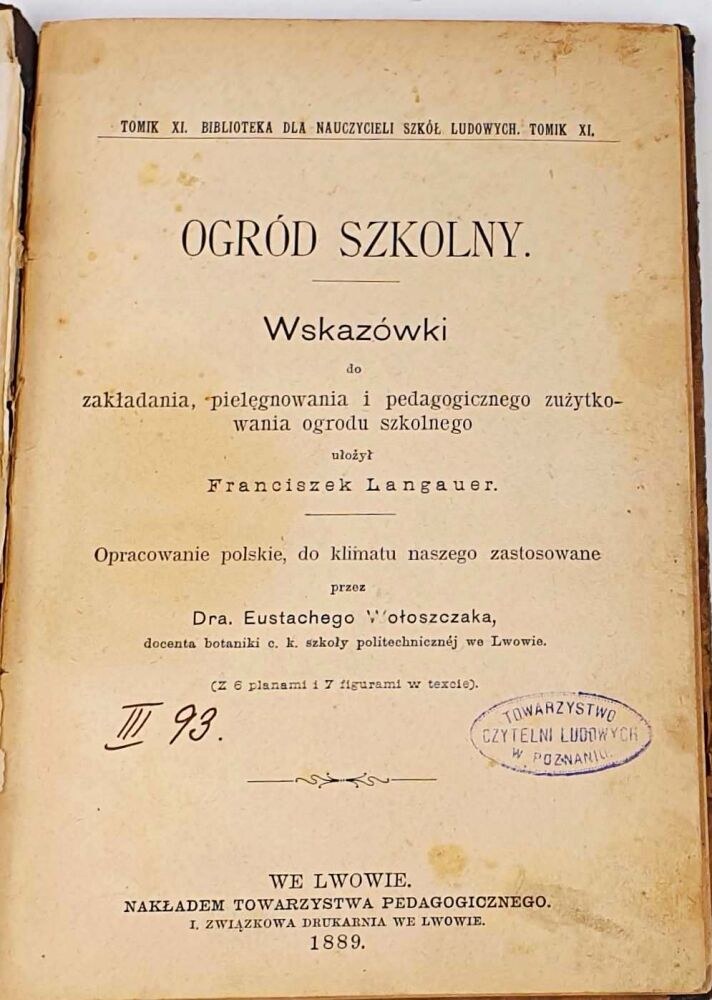 TOMIK XI. BIBLIOTEKA DLA NAUCZYCIELI SZKÓŁ LUDOWYCH. TOMIK XI.
OGRÓD SZKOLNY.
Wskazówki
do
zakładania, pielęgnowania i pedagogicznego zużytko-
wania ogrodu szkolnego
ułożył
Franciszek Langauer.
Opracowanie polskie, do klimatu naszego zastosowane
przez
Dra. Eustachego Wołoszczaka,
docenta botaniki c. k. szkoły politechnicznéj we Lwowie.
(Z 6 planami i 7 figurami w texcie).
III 93.
TOWARZYSTWO
CZYTELNI LUDOWYCH
W POZNANIU.
WE LWOWIE.
NAKŁADEM TOWARZYSTWA PEDAGOGICZNEGO.
I. ZWIĄZKOWA DRUKARNIA WE LWOWIE.
1889.